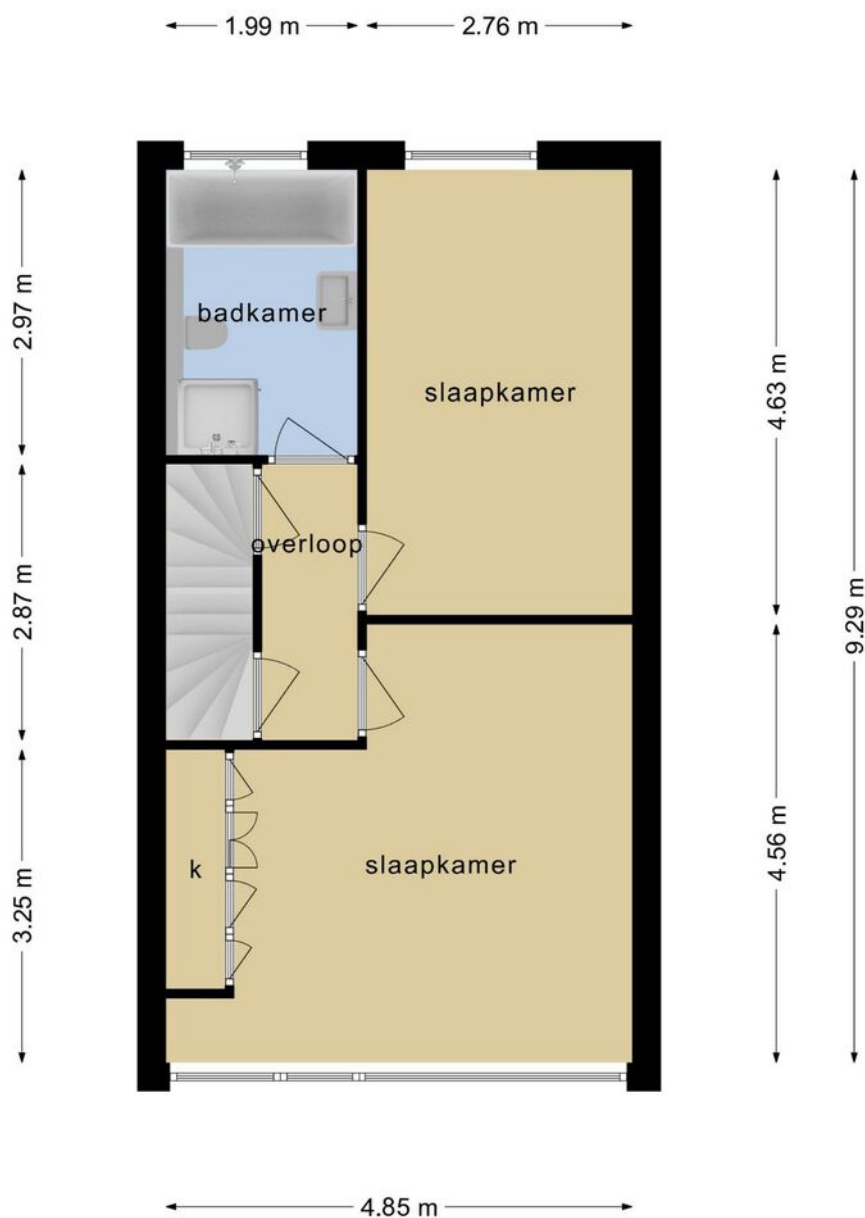 1.99 m
2.76 m
2.97 m
badkamer
slaapkamer
4.63 m
overloop
2.87 m
9.29 m
k
slaapkamer
4.56 m
3.25 m
4.85 m